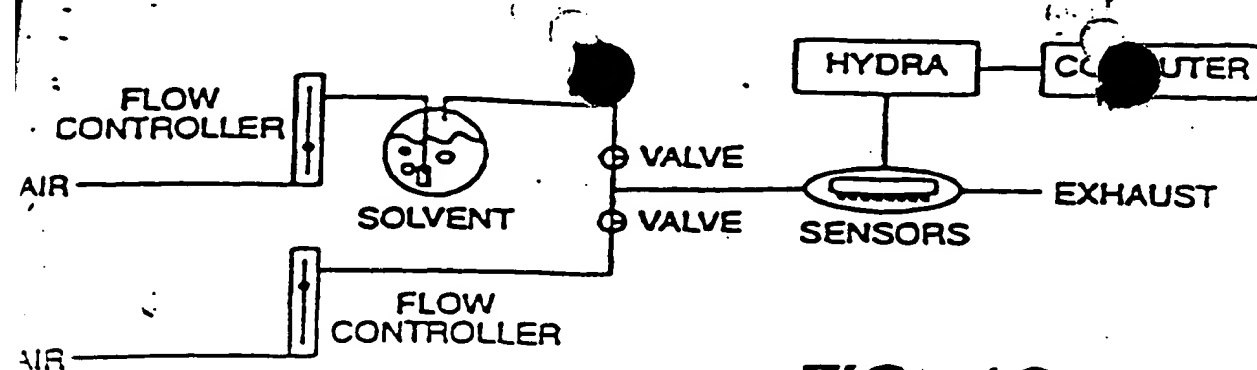 HYDRA
FLOW
CONTROLLER
VALVE
AIR
EXHAUST
SOLVENT
VALVE
SENSORS
FLOW
CONTROLLER
AIR